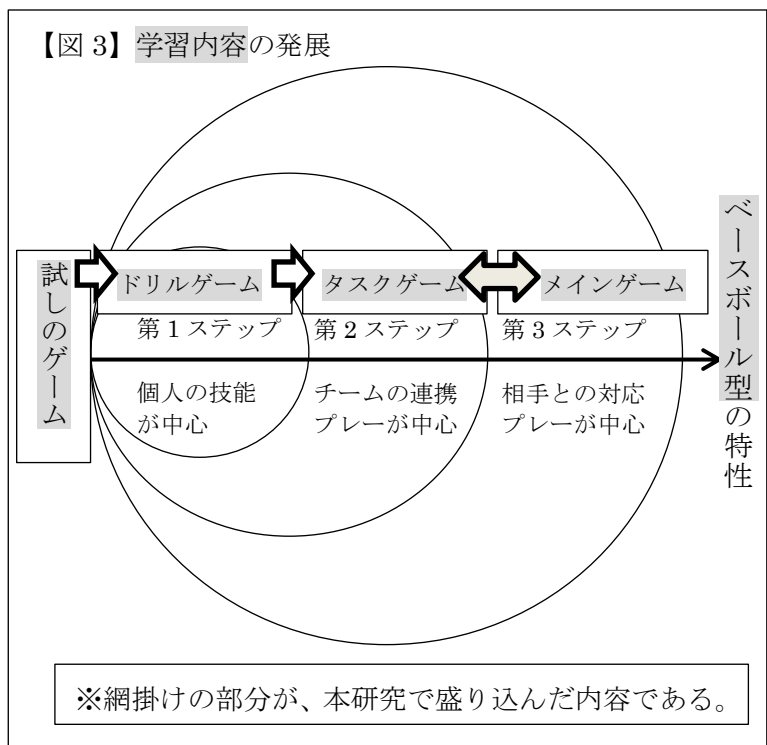 【図 3】学習内容の発展
試しのゲーム
ドリルゲーム
タスクゲーム
メインゲーム
第 1 ステップ
第 2 ステップ
第 3 ステップ
個人の技能
が中心
チームの連携
プレーが中心
相手との対応
プレーが中心
ベースボール型の特性
※網掛けの部分が、本研究で盛り込んだ内容である。